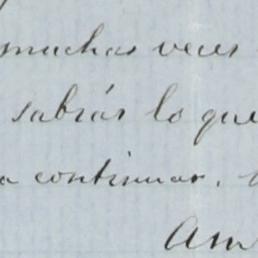 muchas veces
sabrás lo que
a continuar.
Am